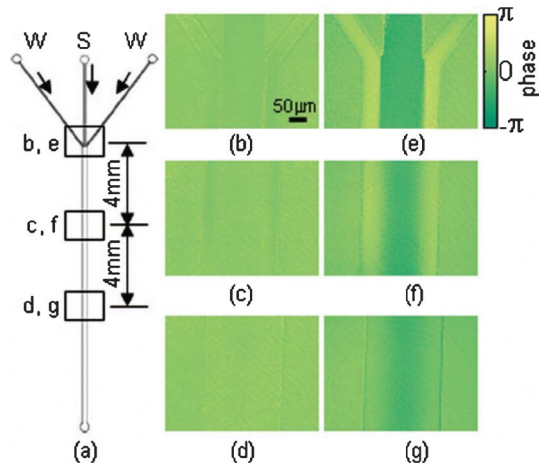 W S W
b, e
4mm
c, f
4mm
d, g
(a)
50µm
(b)
(e)
π
0
-π
phase
(c)
(f)
(d)
(g)